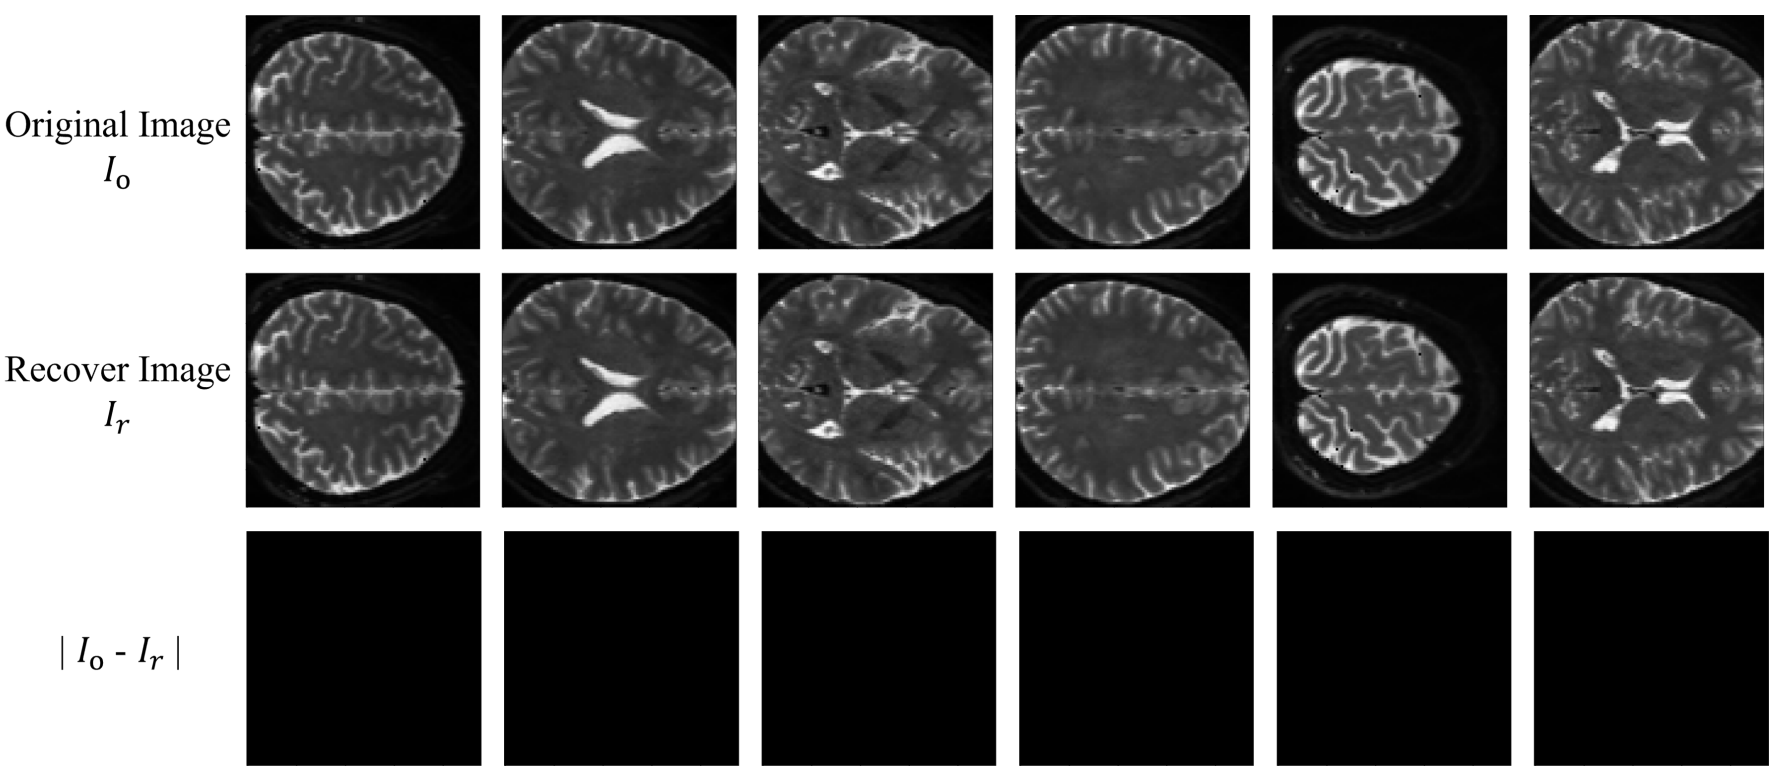 Original Image
Iₒ
Recover Image
Iᵣ
| Iₒ - Iᵣ |